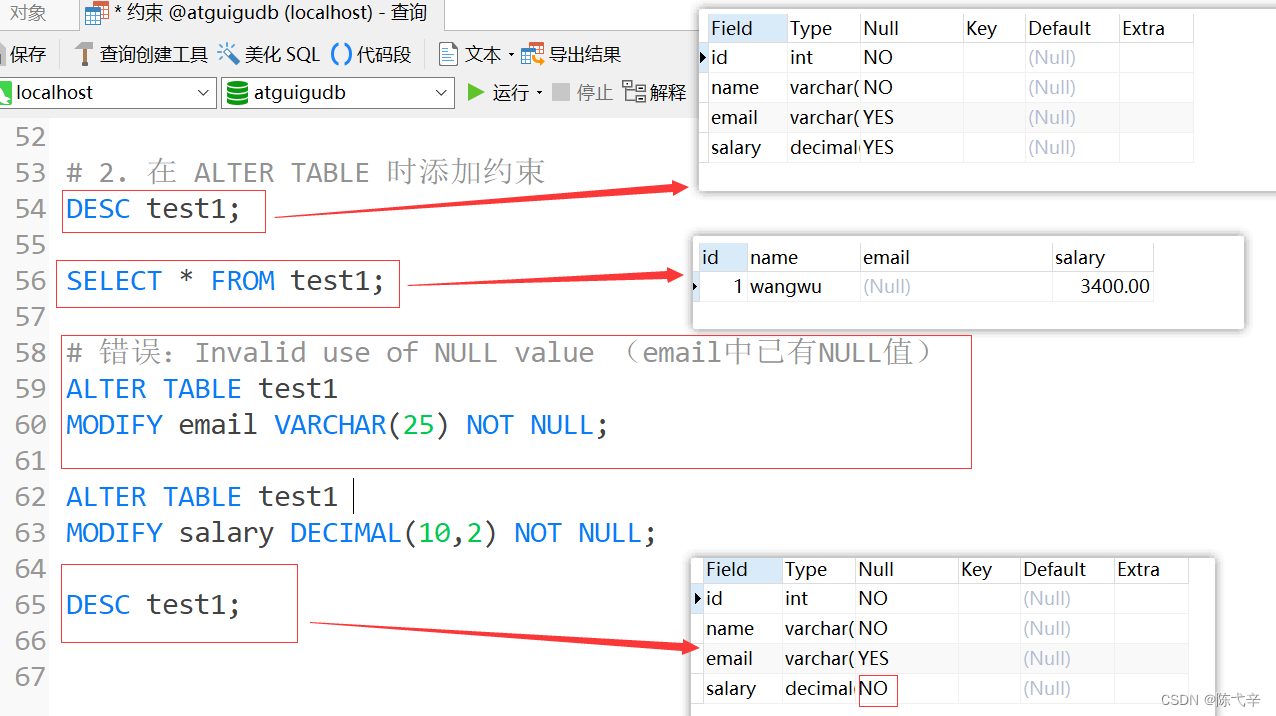 对象
* 约束 @atguigudb (localhost) - 查询
保存 查询创建工具 美化 SQL 代码段 文本 · 导出结果
localhost atguigudb 运行 · 停止 解释
52
53 # 2. 在 ALTER TABLE 时添加约束
54 DESC test1;
55
56 SELECT * FROM test1;
57
58 # 错误：Invalid use of NULL value （email中已有NULL值）
59 ALTER TABLE test1
60 MODIFY email VARCHAR(25) NOT NULL;
61
62 ALTER TABLE test1
63 MODIFY salary DECIMAL(10,2) NOT NULL;
64
65 DESC test1;
66
67
Field Type Null Key Default Extra
id int NO (Null)
name varchar( NO (Null)
email varchar( YES (Null)
salary decimal YES (Null)
id name email salary
1 wangwu (Null) 3400.00
Field Type Null Key Default Extra
id int NO (Null)
name varchar( NO (Null)
email varchar( YES (Null)
salary decimal( NO (Null)
CSDN @陈弋辛